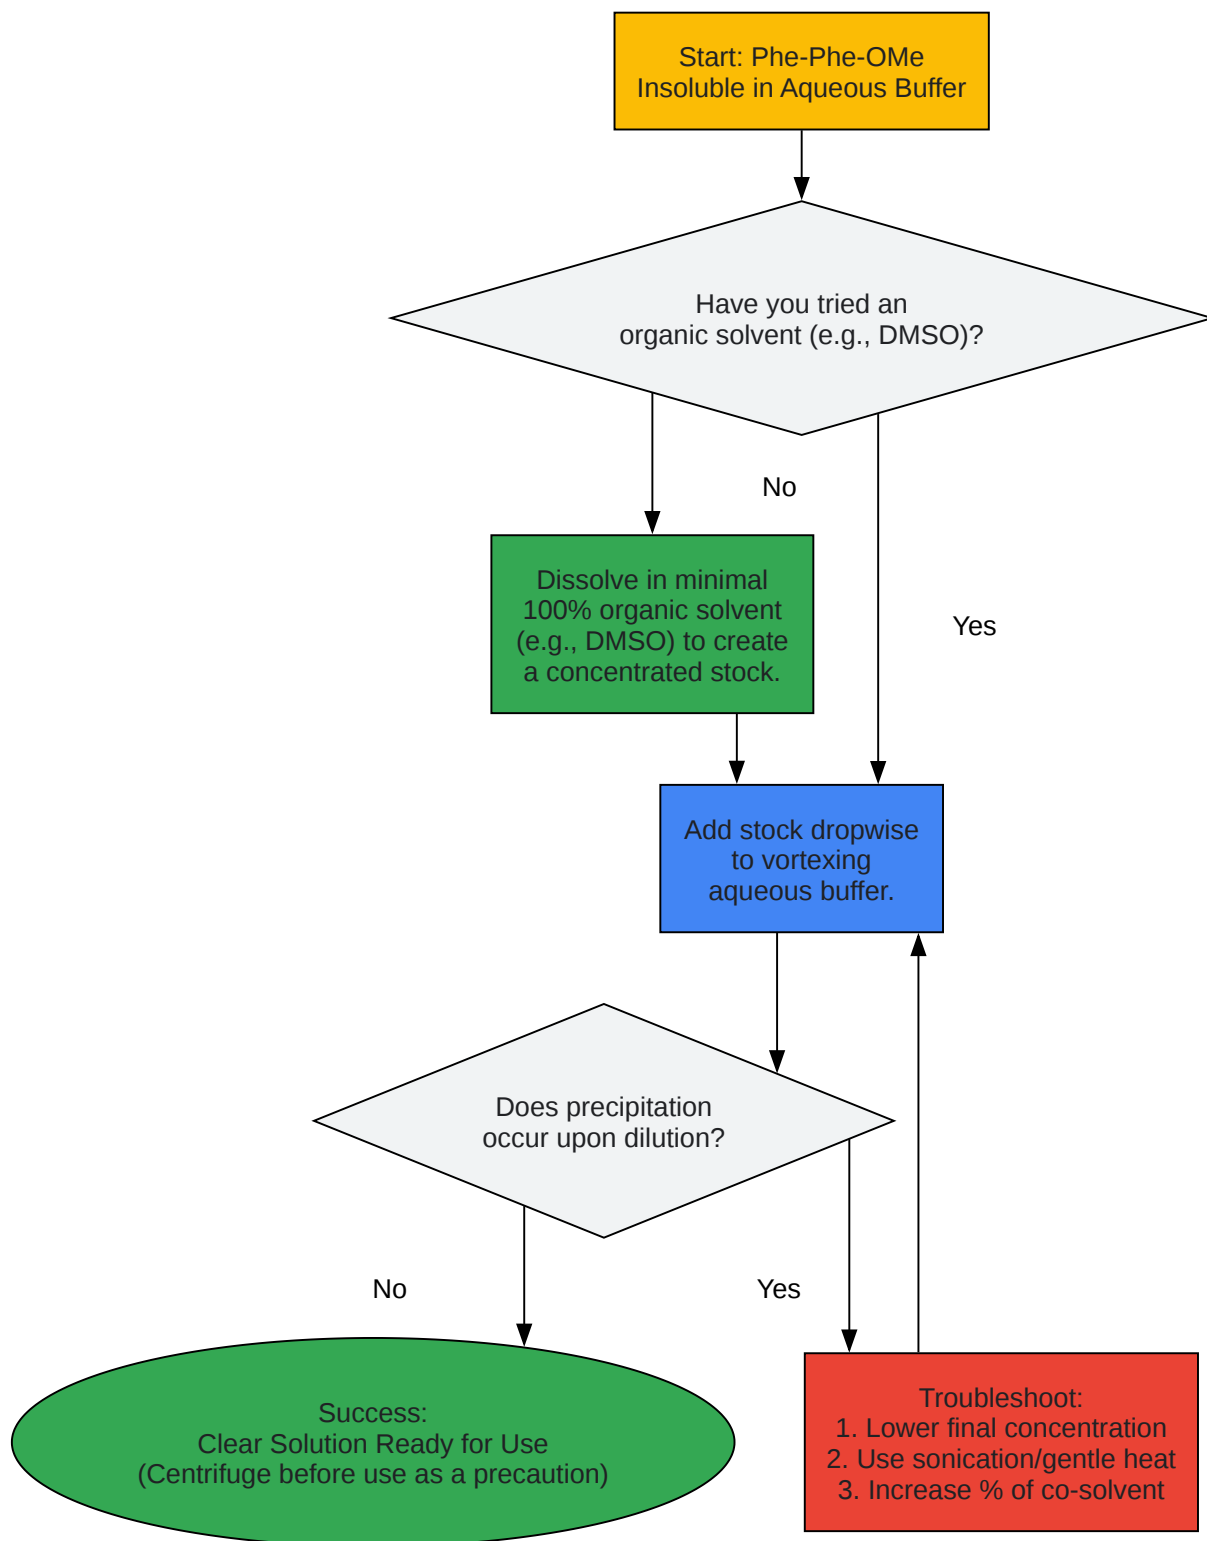 Start: Phe-Phe-OMe
Insoluble in Aqueous Buffer
Have you tried an
organic solvent (e.g., DMSO)?
No
Dissolve in minimal
100% organic solvent
(e.g., DMSO) to create
a concentrated stock.
Yes
Add stock dropwise
to vortexing
aqueous buffer.
Does precipitation
occur upon dilution?
No
Yes
Success:
Clear Solution Ready for Use
(Centrifuge before use as a precaution)
Troubleshoot:
1. Lower final concentration
2. Use sonication/gentle heat
3. Increase % of co-solvent